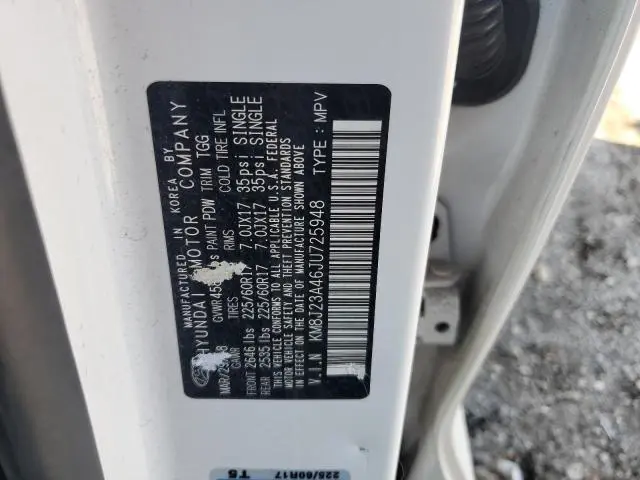 MANUFACTURED IN KOREA BY
HYUNDAI MOTOR COMPANY
MAR/29/ GVWR PAINT PDW TRIM TGG
GAWR TIRES RIMS COLD TIRE INFL
FRONT 2646 lbs 225/60R17 7.0JX17 35psi SINGLE
REAR 2535 lbs 225/60R17 7.0JX17 35psi SINGLE
THIS VEHICLE CONFORMS TO ALL APPLICABLE U.S.A. FEDERAL
MOTOR VEHICLE SAFETY AND THEFT PREVENTION STANDARDS
IN EFFECT ON THE DATE OF MANUFACTURE SHOWN ABOVE
V.I.N KM8J23A46JU725948 TYPE: MPV
225/60R17
T5